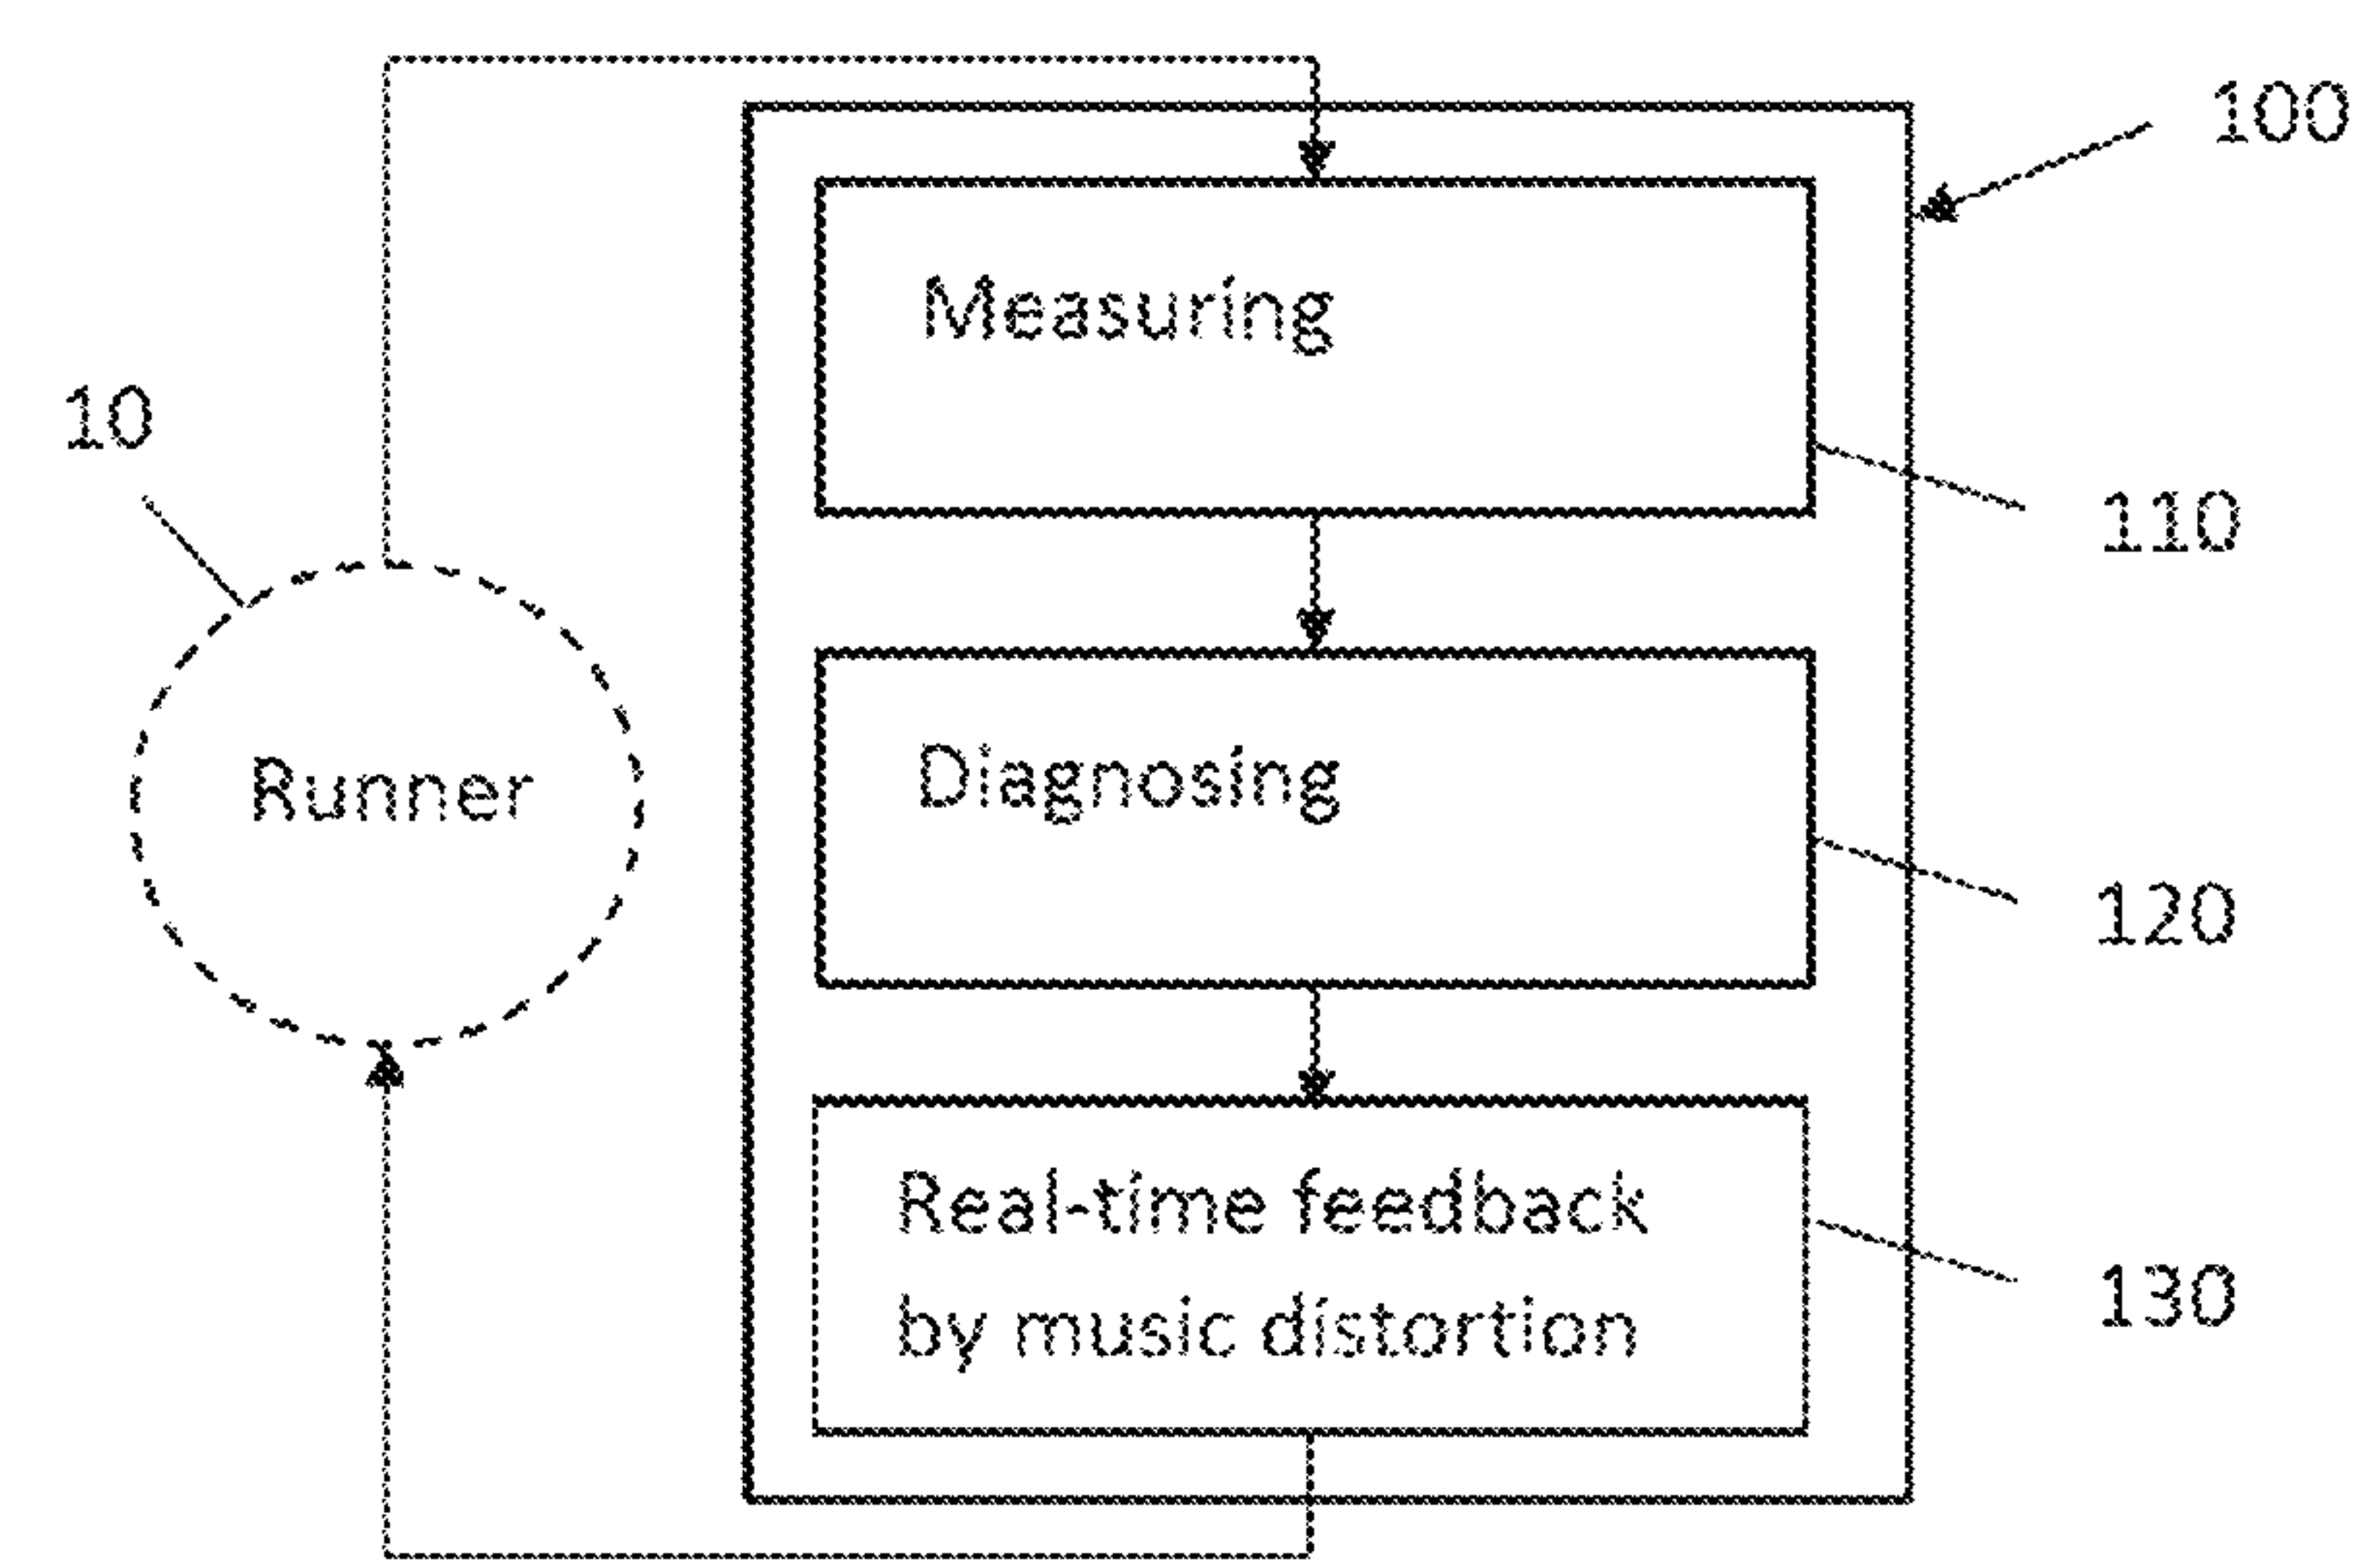 100
Measuring
10
110
Runner
Diagnosing
120
Real-time feedback
by music distortion
130